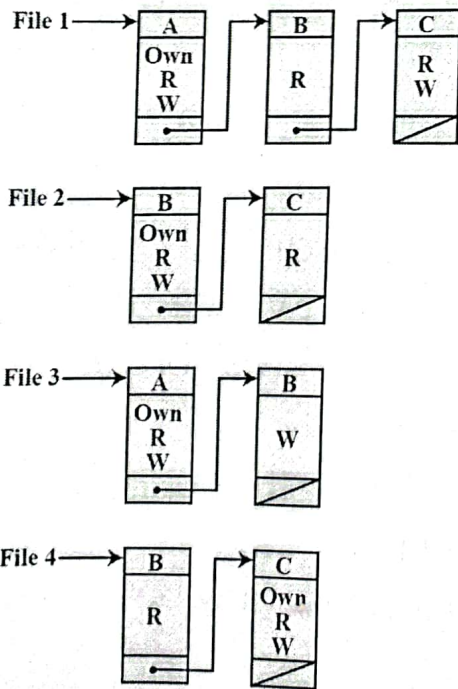 File 1 A B C
Own
R R R
W W
File 2 B C
Own
R R
W
File 3 A B
Own
R W
W
File 4 B C
R Own
R
W